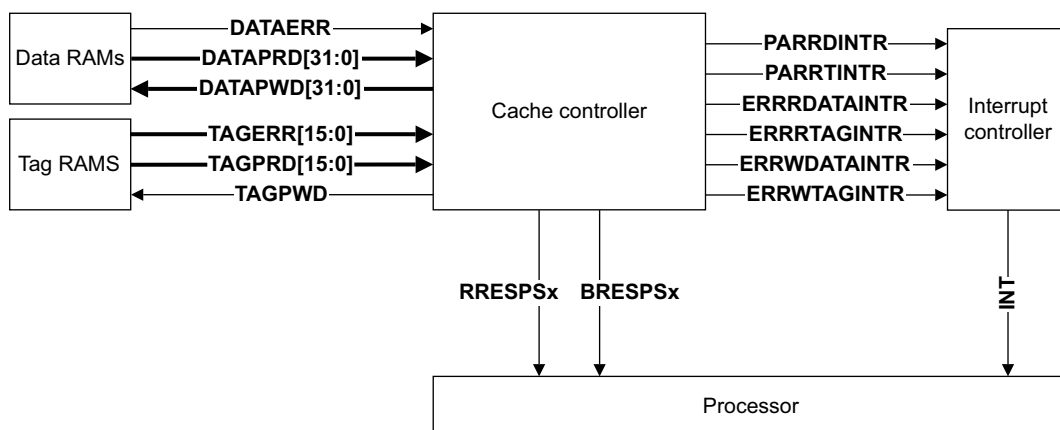 Data RAMs
DATAERR
DATAPRD[31:0]
DATAPWD[31:0]
Tag RAMS
TAGERR[15:0]
TAGPRD[15:0]
TAGPWD
Cache controller
PARRDINTR
PARRTINTR
ERRRDATAINTR
ERRRTAGINTR
ERRWDATAINTR
ERRWTAGINTR
Interrupt
controller
RRESPSx
BRESPSx
INT
Processor